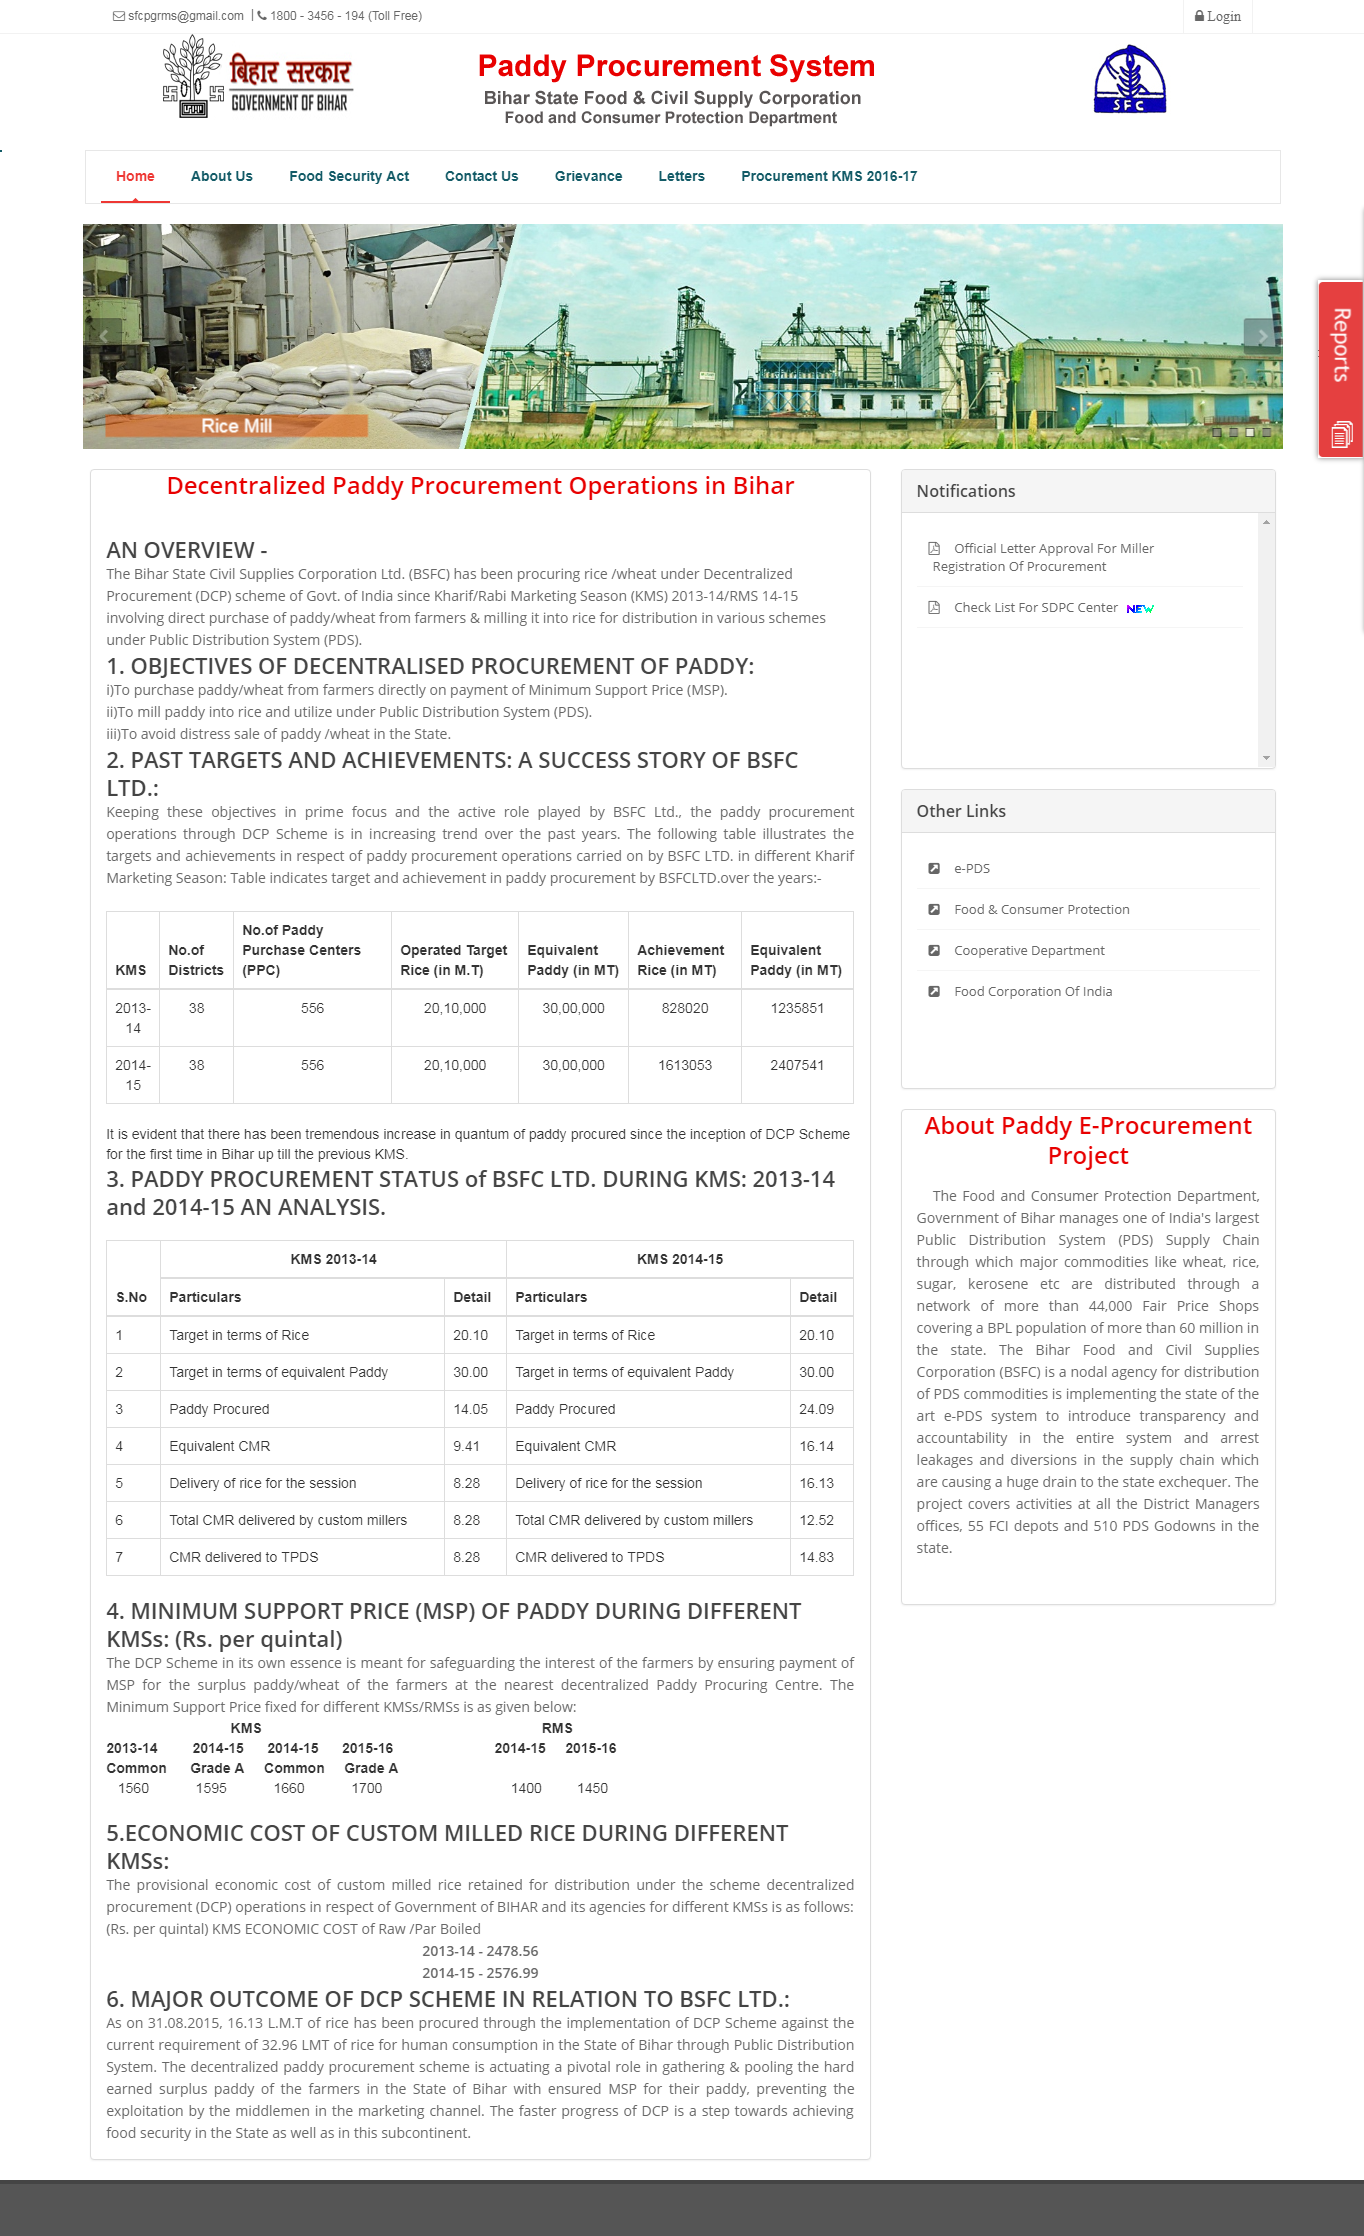 sfcpgrms@gmail.com | 1800 - 3456 - 194 (Toll Free)
Login
बिहार सरकार
GOVERNMENT OF BIHAR
Paddy Procurement System
Bihar State Food & Civil Supply Corporation
Food and Consumer Protection Department
SFC
Home About Us Food Security Act Contact Us Grievance Letters Procurement KMS 2016-17
Reports
Rice Mill
Decentralized Paddy Procurement Operations in Bihar
AN OVERVIEW -
The Bihar State Civil Supplies Corporation Ltd. (BSFC) has been procuring rice /wheat under Decentralized
Procurement (DCP) scheme of Govt. of India since Kharif/Rabi Marketing Season (KMS) 2013-14/RMS 14-15
involving direct purchase of paddy/wheat from farmers & milling it into rice for distribution in various schemes
under Public Distribution System (PDS).
1. OBJECTIVES OF DECENTRALISED PROCUREMENT OF PADDY:
i)To purchase paddy/wheat from farmers directly on payment of Minimum Support Price (MSP).
ii)To mill paddy into rice and utilize under Public Distribution System (PDS).
iii)To avoid distress sale of paddy /wheat in the State.
2. PAST TARGETS AND ACHIEVEMENTS: A SUCCESS STORY OF BSFC
LTD.:
Keeping these objectives in prime focus and the active role played by BSFC Ltd., the paddy procurement
operations through DCP Scheme is in increasing trend over the past years. The following table illustrates the
targets and achievements in respect of paddy procurement operations carried on by BSFC LTD. in different Kharif
Marketing Season: Table indicates target and achievement in paddy procurement by BSFCLTD.over the years:-
No.of Paddy
No.of Purchase Centers Operated Target Equivalent Achievement Equivalent
KMS Districts (PPC) Rice (in M.T) Paddy (in MT) Rice (in MT) Paddy (in MT)
2013- 38 556 20,10,000 30,00,000 828020 1235851
14
2014- 38 556 20,10,000 30,00,000 1613053 2407541
15
It is evident that there has been tremendous increase in quantum of paddy procured since the inception of DCP Scheme
for the first time in Bihar up till the previous KMS.
3. PADDY PROCUREMENT STATUS of BSFC LTD. DURING KMS: 2013-14
and 2014-15 AN ANALYSIS.
KMS 2013-14 KMS 2014-15
S.No Particulars Detail Particulars Detail
1 Target in terms of Rice 20.10 Target in terms of Rice 20.10
2 Target in terms of equivalent Paddy 30.00 Target in terms of equivalent Paddy 30.00
3 Paddy Procured 14.05 Paddy Procured 24.09
4 Equivalent CMR 9.41 Equivalent CMR 16.14
5 Delivery of rice for the session 8.28 Delivery of rice for the session 16.13
6 Total CMR delivered by custom millers 8.28 Total CMR delivered by custom millers 12.52
7 CMR delivered to TPDS 8.28 CMR delivered to TPDS 14.83
4. MINIMUM SUPPORT PRICE (MSP) OF PADDY DURING DIFFERENT
KMSs: (Rs. per quintal)
The DCP Scheme in its own essence is meant for safeguarding the interest of the farmers by ensuring payment of
MSP for the surplus paddy/wheat of the farmers at the nearest decentralized Paddy Procuring Centre. The
Minimum Support Price fixed for different KMSs/RMSs is as given below:
KMS RMS
2013-14 2014-15 2014-15 2015-16 2014-15 2015-16
Common Grade A Common Grade A
1560 1595 1660 1700 1400 1450
5.ECONOMIC COST OF CUSTOM MILLED RICE DURING DIFFERENT
KMSs:
The provisional economic cost of custom milled rice retained for distribution under the scheme decentralized
procurement (DCP) operations in respect of Government of BIHAR and its agencies for different KMSs is as follows:
(Rs. per quintal) KMS ECONOMIC COST of Raw /Par Boiled
2013-14 - 2478.56
2014-15 - 2576.99
6. MAJOR OUTCOME OF DCP SCHEME IN RELATION TO BSFC LTD.:
As on 31.08.2015, 16.13 L.M.T of rice has been procured through the implementation of DCP Scheme against the
current requirement of 32.96 LMT of rice for human consumption in the State of Bihar through Public Distribution
System. The decentralized paddy procurement scheme is actuating a pivotal role in gathering & pooling the hard
earned surplus paddy of the farmers in the State of Bihar with ensured MSP for their paddy, preventing the
exploitation by the middlemen in the marketing channel. The faster progress of DCP is a step towards achieving
food security in the State as well as in this subcontinent.
Notifications
Official Letter Approval For Miller
Registration Of Procurement
Check List For SDPC Center NEW
Other Links
e-PDS
Food & Consumer Protection
Cooperative Department
Food Corporation Of India
About Paddy E-Procurement
Project
The Food and Consumer Protection Department,
Government of Bihar manages one of India's largest
Public Distribution System (PDS) Supply Chain
through which major commodities like wheat, rice,
sugar, kerosene etc are distributed through a
network of more than 44,000 Fair Price Shops
covering a BPL population of more than 60 million in
the state. The Bihar Food and Civil Supplies
Corporation (BSFC) is a nodal agency for distribution
of PDS commodities is implementing the state of the
art e-PDS system to introduce transparency and
accountability in the entire system and arrest
leakages and diversions in the supply chain which
are causing a huge drain to the state exchequer. The
project covers activities at all the District Managers
offices, 55 FCI depots and 510 PDS Godowns in the
state.